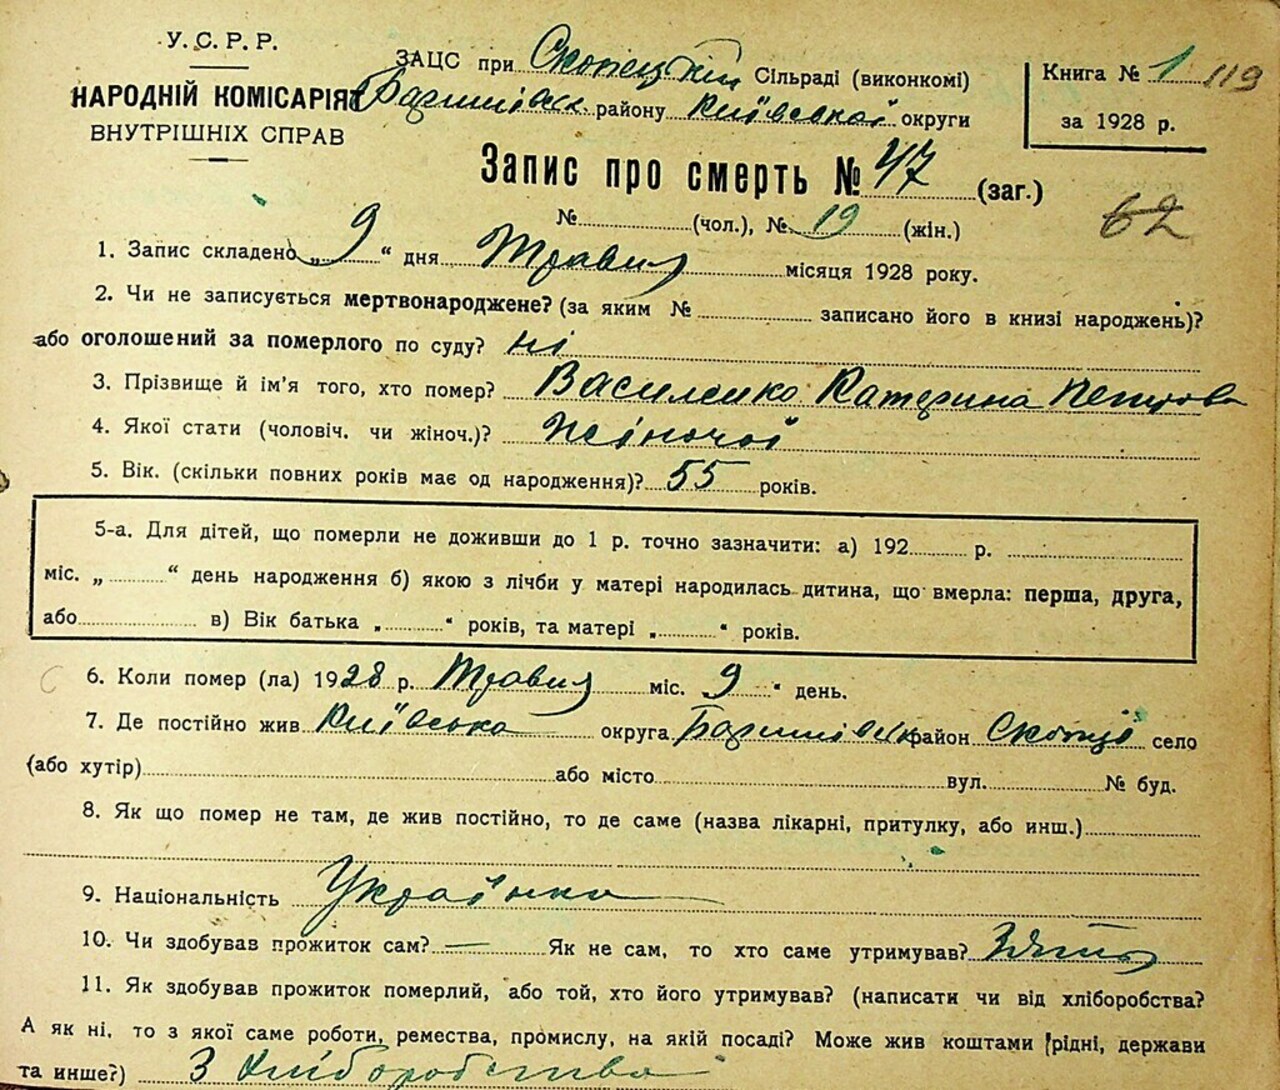 У.С.Р.Р.
НАРОДНІЙ КОМІСАРІЯТ
ВНУТРІШНІХ СПРАВ
ЗАЦС при Скопецькій Сільраді (виконкомі)
Баришівськ. району Київської округи
Книга № 1 119
за 1928 р.
Запис про смерть № 47 (заг.)
№ (чол.), № 19 (жін.)
62
1. Запис складено „ 9 “ дня Травня місяця 1928 року.
2. Чи не записується мертвонароджене? (за яким № записано його в книзі народжень)?
або оголошений за померлого по суду? ні
3. Прізвище й ім'я того, хто помер? Василенко Катерина Петрова
4. Якої стати (чоловіч. чи жіноч.)? Жіночої
5. Вік. (скільки повних років має од народження)? 55 років.
5-а. Для дітей, що померли не доживши до 1 р. точно зазначити: а) 192 р.
міс. „ “ день народження б) якою з лічби у матері народилась дитина, що вмерла: перша, друга,
або в) Вік батька „ “ років, та матері „ “ років.
6. Коли помер (ла) 1928 р. Травня міс. 9 “ день.
7. Де постійно жив Київська округа Баришівськ район Скопці село
(або хутір) або місто вул. № буд.
8. Як що помер не там, де жив постійно, то де саме (назва лікарні, притулку, або инш.)
9. Національність Українка
10. Чи здобував прожиток сам? — Як не сам, то хто саме утримував? Зять
11. Як здобував прожиток померлий, або той, хто його утримував? (написати чи від хліборобства?
А як ні, то з якої саме роботи, ремества, промислу, на якій посаді? Може жив коштами рідні, держави
та инше?) З Хліборобства